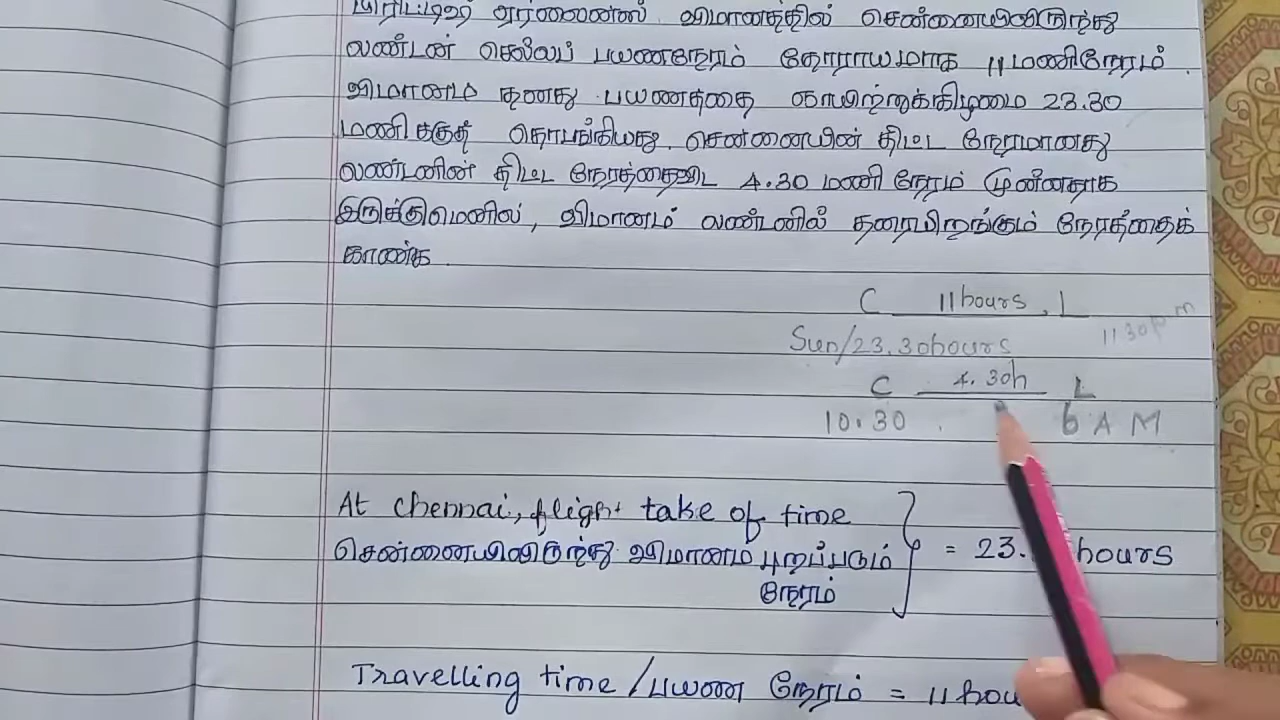 பிரிட்டிஷ் ஏர்லைன்ஸ் விமானத்தில் சென்னையிலிருந்து
லண்டன் செல்லப் பயணநேரம் தோராயமாக 11 மணிநேரம்.
விமானம் தனது பயணத்தை ஞாயிற்றுக்கிழமை 23.30
மணிக்குத் தொடங்கியது. சென்னையின் திட்ட நேரமானது
லண்டனின் திட்ட நேரத்தைவிட 4.30 மணி நேரம் முன்னதாக
இருக்குமெனில், விமானம் லண்டனில் தரையிறங்கும் நேரத்தைக்
காண்க.
C 11 hours, L
Sun/23.30hours 11 30 p m
C 4.30h L
10.30 . 6 A M
At chennai, flight take of time
சென்னையிலிருந்து விமானம் புறப்படும் = 23. hours
நேரம்
Travelling time / பயண நேரம் = 11 hou